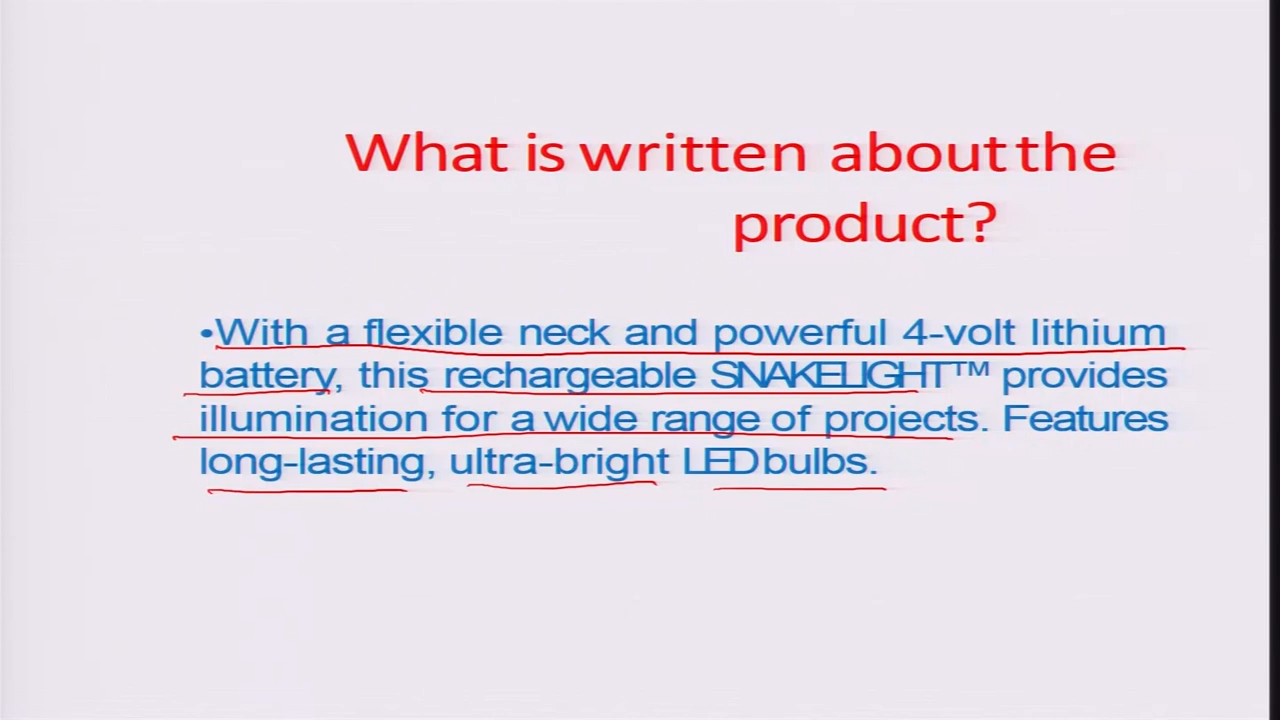 What is written about the
product?
•With a flexible neck and powerful 4-volt lithium
battery, this rechargeable SNAKELIGHT™ provides
illumination for a wide range of projects. Features
long-lasting, ultra-bright LED bulbs.